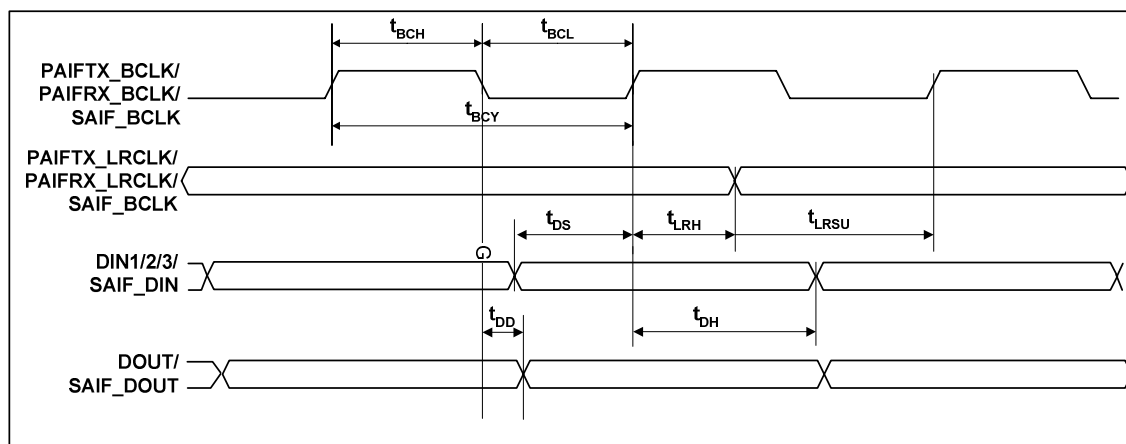 tBCH
tBCL
PAIFTX_BCLK/
PAIFRX_BCLK/
SAIF_BCLK
tBCY
PAIFTX_LRCLK/
PAIFRX_LRCLK/
SAIF_BCLK
tDS
tLRH
tLRSU
G
DIN1/2/3/
SAIF_DIN
tDD
tDH
DOUT/
SAIF_DOUT